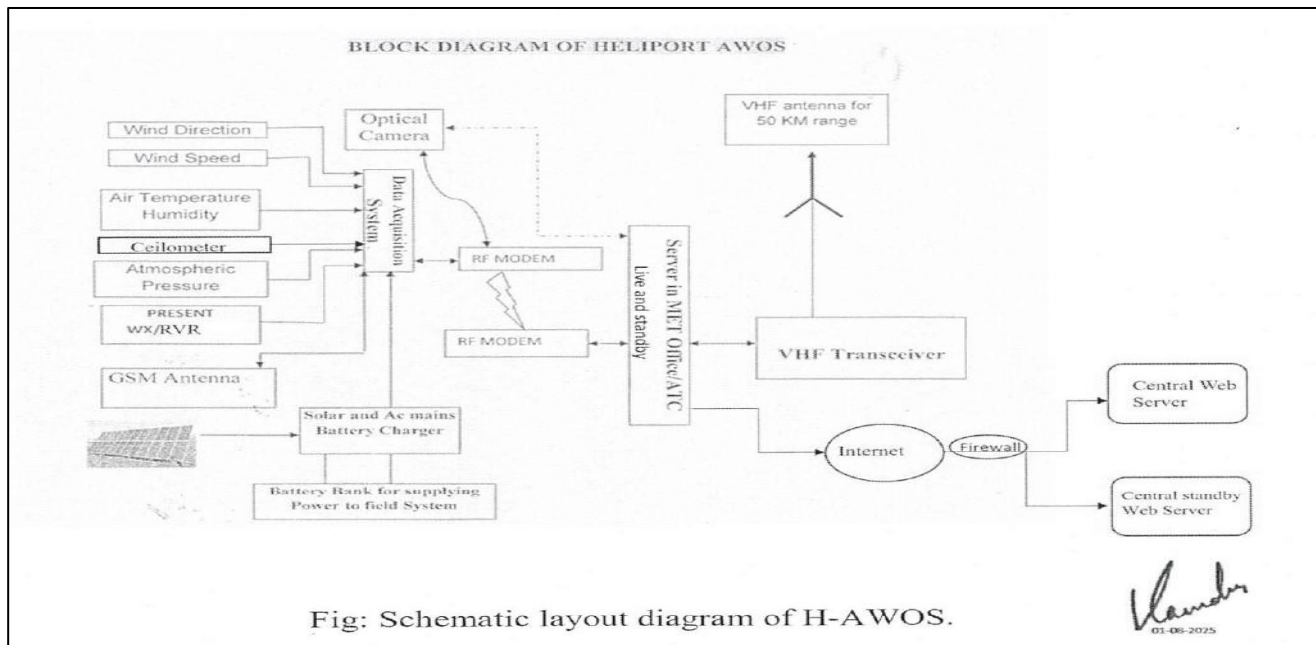 BLOCK DIAGRAM OF HELIPORT AWOS
VHF antenna for
50 KM range
Optical
Camera
Wind Direction
Wind Speed
Air Temperature
Humidity
Ceilometer
Atmospheric
Pressure
PRESENT
wx/RVR
GSM Antenna
Data Acquisition
System
RF MODEM
RF MODEM
Server in MET Office/ATC
Live and standby
VHF Transceiver
Solar and Ac mains
Battery Charger
Battery Bank for supplying
Power to field System
Internet
Firewall
Central Web
Server
Central standby
Web Server
Fig: Schematic layout diagram of H-AWOS.
01-08-2025